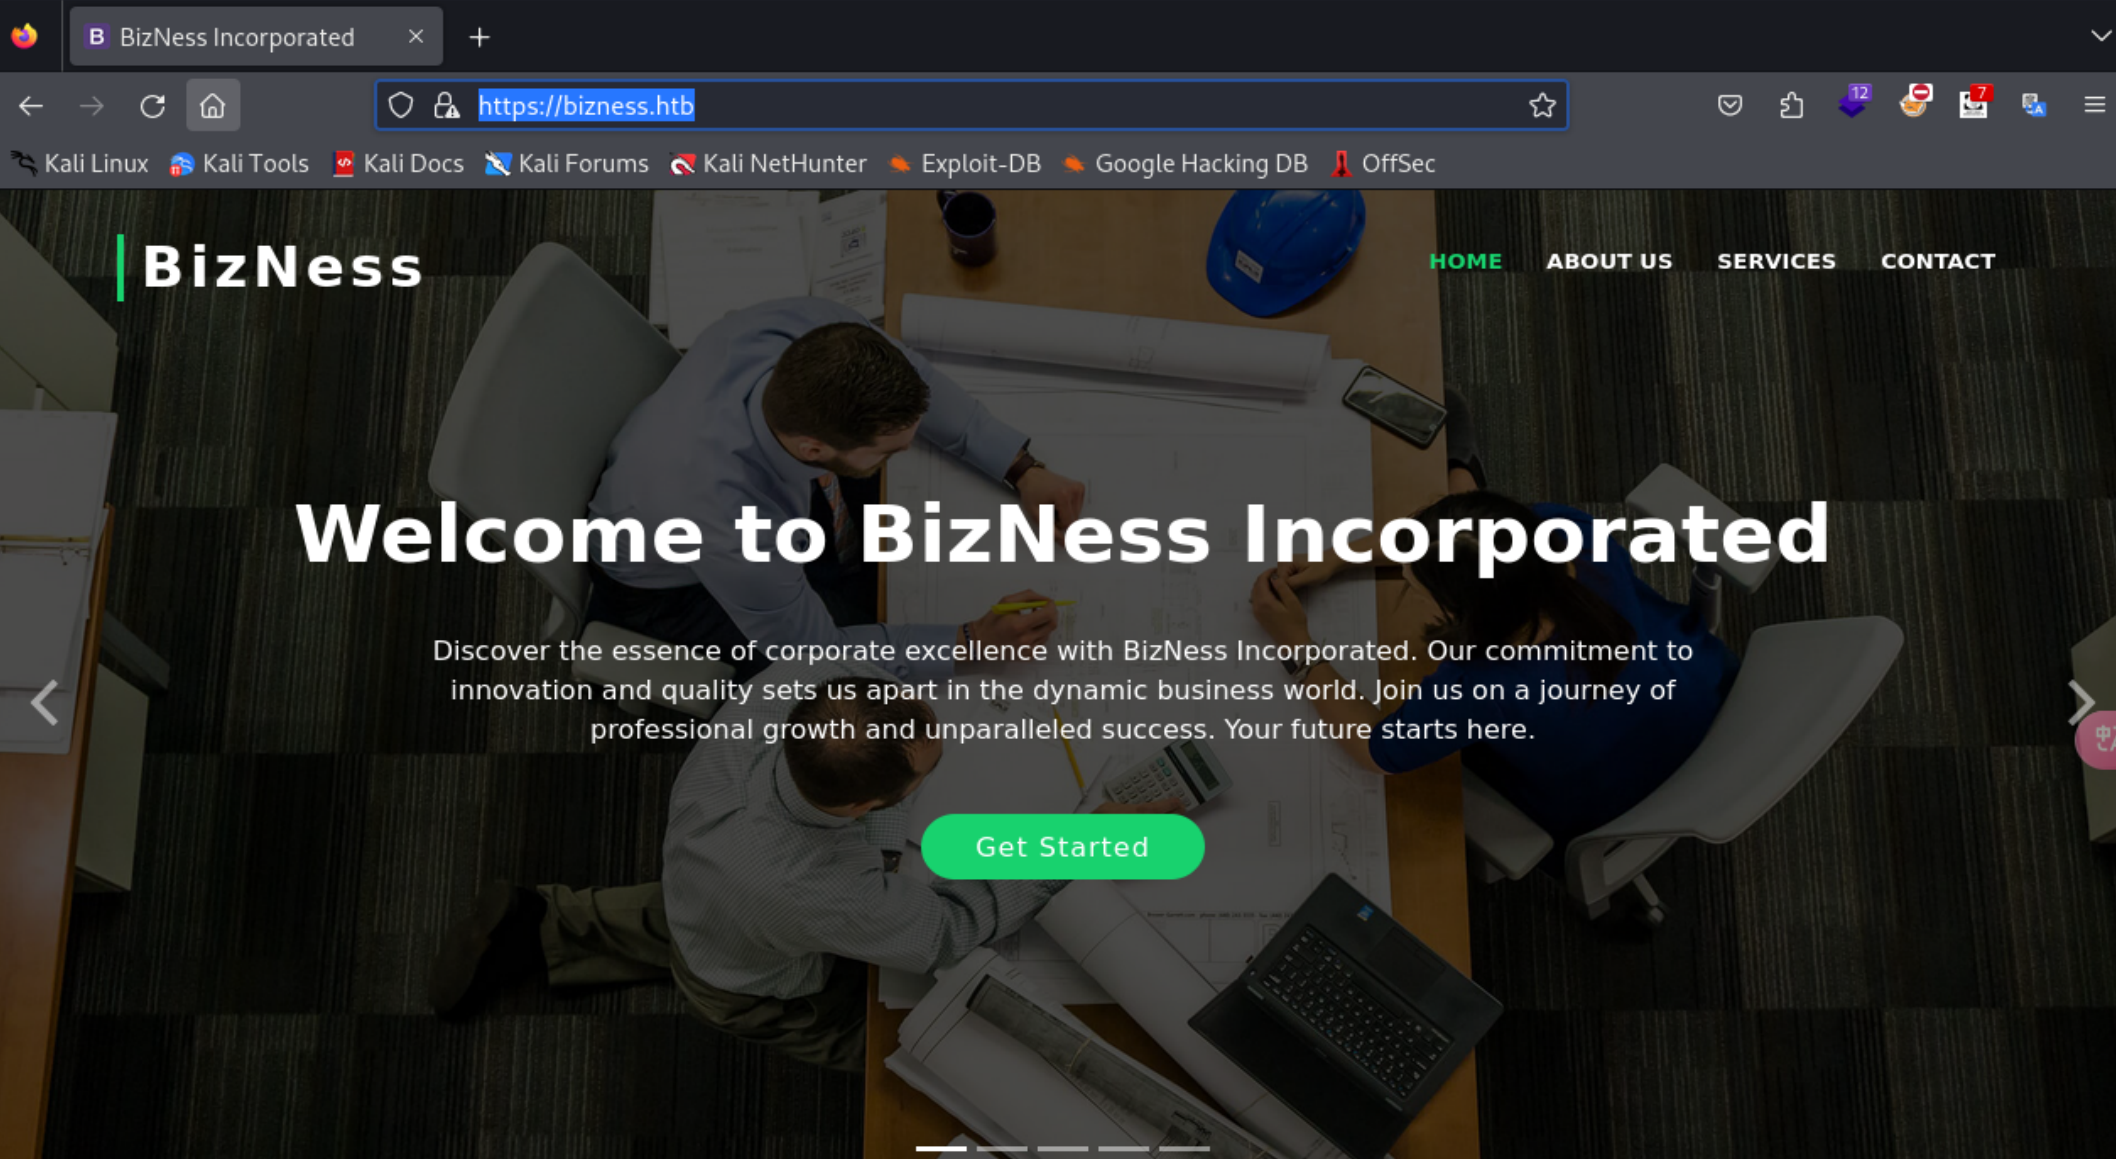 BizNess Incorporated
https://bizness.htb
12
7
Kali Linux
Kali Tools
Kali Docs
Kali Forums
Kali NetHunter
Exploit-DB
Google Hacking DB
OffSec
BizNess
HOME
ABOUT US
SERVICES
CONTACT
Welcome to BizNess Incorporated
Discover the essence of corporate excellence with BizNess Incorporated. Our commitment to
innovation and quality sets us apart in the dynamic business world. Join us on a journey of
professional growth and unparalleled success. Your future starts here.
Get Started